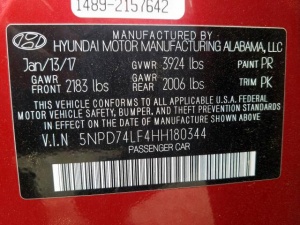 1489-2157642
MANUFACTURED BY
HYUNDAI MOTOR MANUFACTURING ALABAMA, LLC
Jan/13/17 GVWR 3924 lbs PAINT PR
GAWR GAWR
FRONT 2183 lbs REAR 2006 lbs TRIM PK
THIS VEHICLE CONFORMS TO ALL APPLICABLE U.S. FEDERAL
MOTOR VEHICLE SAFETY, BUMPER, AND THEFT PREVENTION
STANDARDS IN EFFECT ON THE DATE OF MANUFACTURE
SHOWN ABOVE.
V.I.N 5NPD74LF4HH180344
PASSENGER CAR